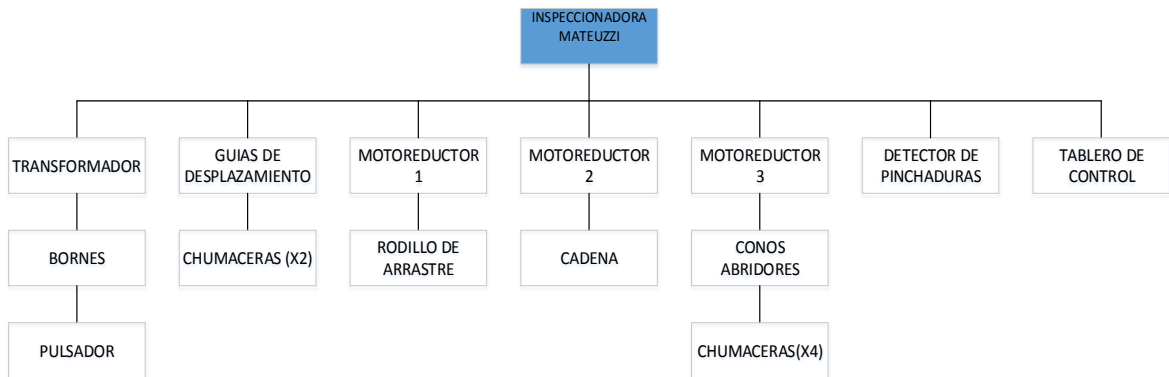 INSPECCIONADORA
MATEUZZI
TRANSFORMADOR
GUIAS DE
DESPLAZAMIENTO
MOTOREDUCTOR
1
MOTOREDUCTOR
2
MOTOREDUCTOR
3
DETECTOR DE
PINCHADURAS
TABLERO DE
CONTROL
BORNES
CHUMACERAS (X2)
RODILLO DE
ARRASTRE
CADENA
CONOS
ABRIDORES
PULSADOR
CHUMACERAS(X4)